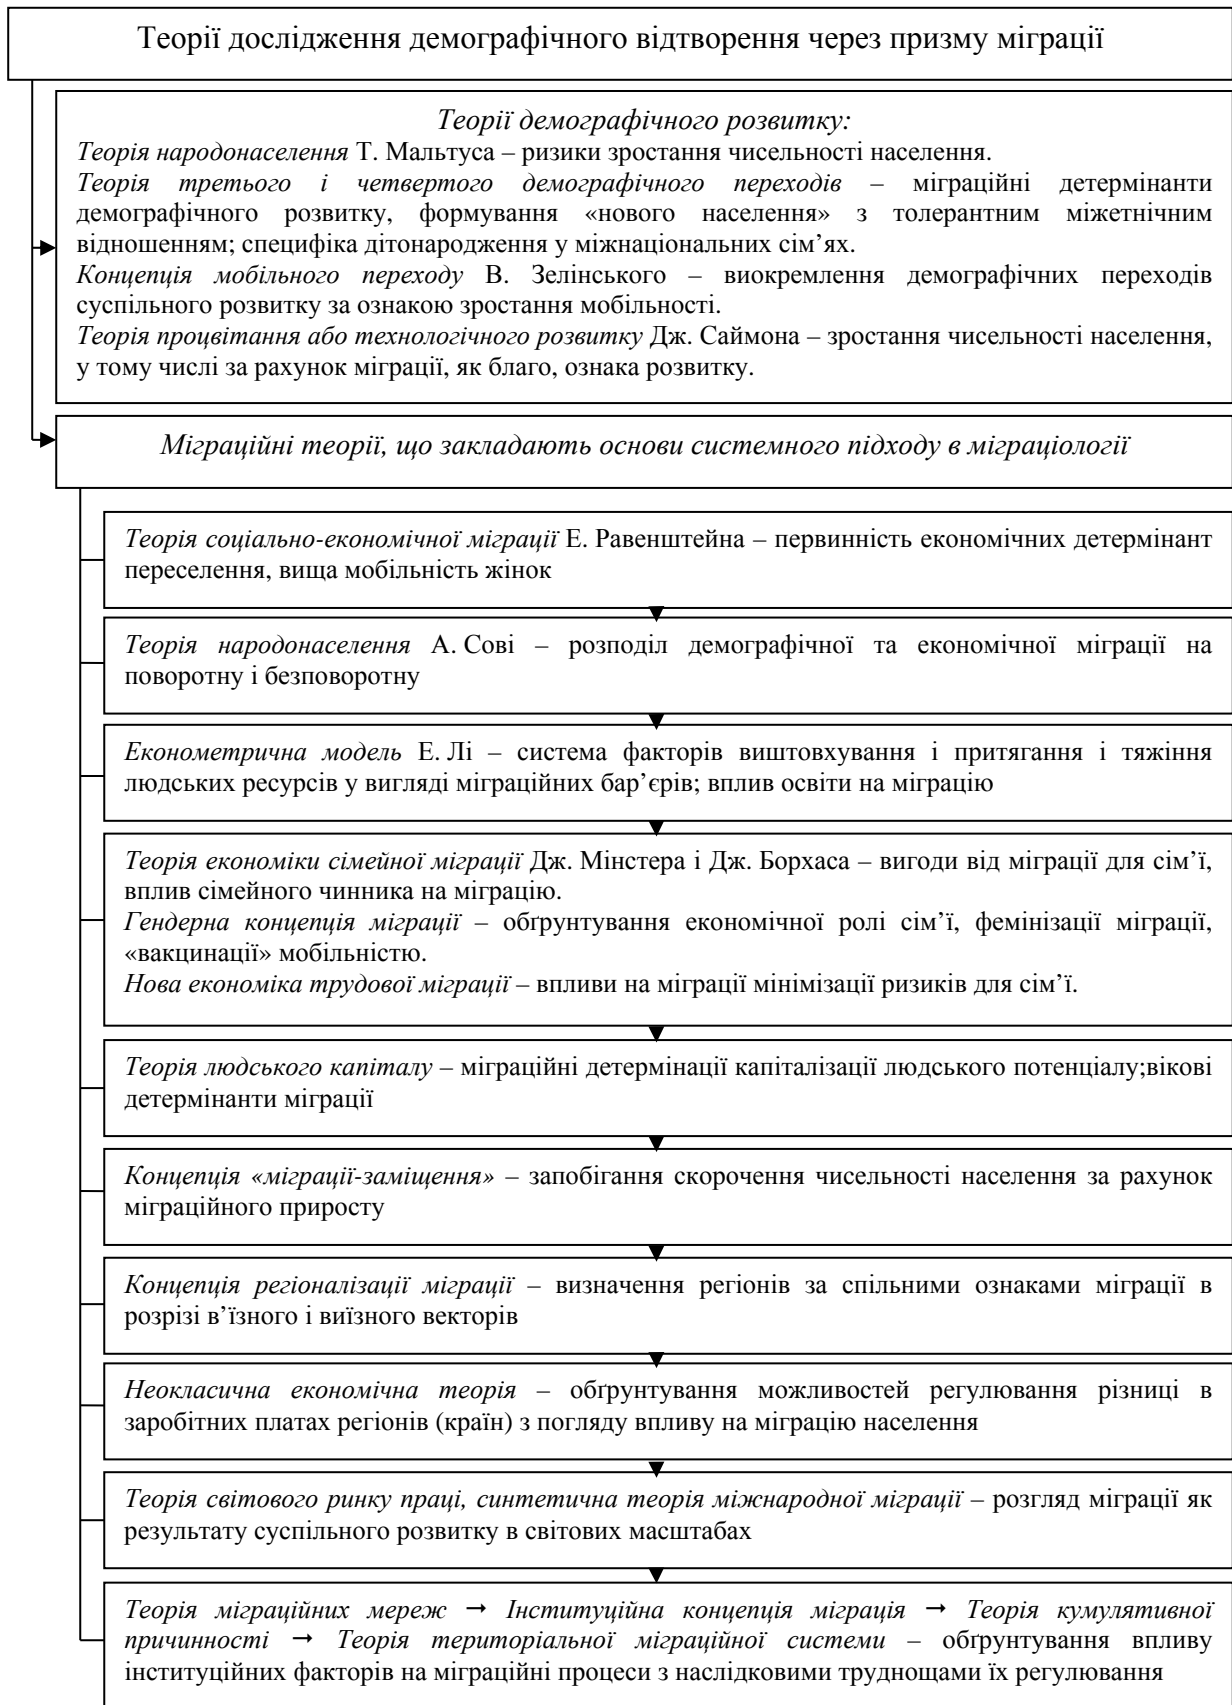 Теорії дослідження демографічного відтворення через призму міграції
Теорії демографічного розвитку:
Теорія народонаселення Т. Мальтуса – ризики зростання чисельності населення.
Теорія третього і четвертого демографічного переходів – міграційні детермінанти
демографічного розвитку, формування «нового населення» з толерантним міжетнічним
відношенням; специфіка дітонародження у міжнаціональних сім’ях.
Концепція мобільного переходу В. Зелінського – виокремлення демографічних переходів
суспільного розвитку за ознакою зростання мобільності.
Теорія процвітання або технологічного розвитку Дж. Саймона – зростання чисельності населення,
у тому числі за рахунок міграції, як благо, ознака розвитку.
Міграційні теорії, що закладають основи системного підходу в міграціології
Теорія соціально-економічної міграції Е. Равенштейна – первинність економічних детермінант
переселення, вища мобільність жінок
Теорія народонаселення А. Сові – розподіл демографічної та економічної міграції на
поворотну і безповоротну
Економетрична модель Е. Лі – система факторів виштовхування і притягання і тяжіння
людських ресурсів у вигляді міграційних бар’єрів; вплив освіти на міграцію
Теорія економіки сімейної міграції Дж. Мінстера і Дж. Борхаса – вигоди від міграції для сім’ї,
вплив сімейного чинника на міграцію.
Гендерна концепція міграції – обґрунтування економічної ролі сім’ї, фемінізації міграції,
«вакцинації» мобільністю.
Нова економіка трудової міграції – впливи на міграції мінімізації ризиків для сім’ї.
Теорія людського капіталу – міграційні детермінації капіталізації людського потенціалу;вікові
детермінанти міграції
Концепція «міграції-заміщення» – запобігання скорочення чисельності населення за рахунок
міграційного приросту
Концепція регіоналізації міграції – визначення регіонів за спільними ознаками міграції в
розрізі в’їзного і виїзного векторів
Неокласична економічна теорія – обґрунтування можливостей регулювання різниці в
заробітних платах регіонів (країн) з погляду впливу на міграцію населення
Теорія світового ринку праці, синтетична теорія міжнародної міграції – розгляд міграції як
результату суспільного розвитку в світових масштабах
Теорія міграційних мереж → Інституційна концепція міграція → Теорія кумулятивної
причинності → Теорія територіальної міграційної системи – обґрунтування впливу
інституційних факторів на міграційні процеси з наслідковими труднощами їх регулювання